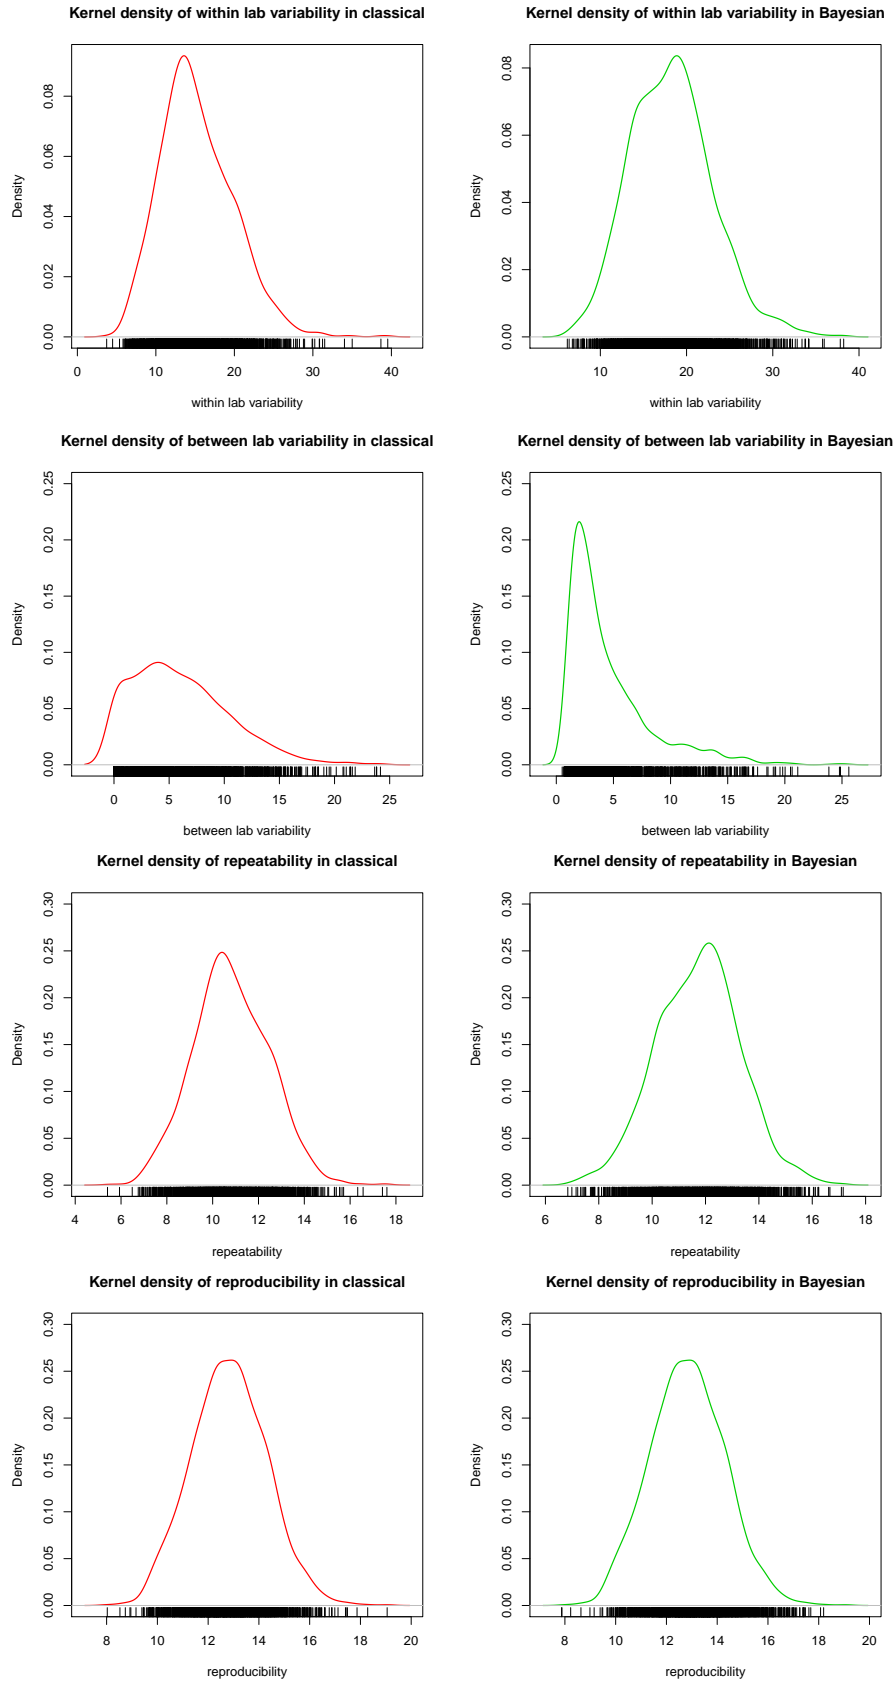 Kernel density of within lab variability in classical
Density
0.00 0.02 0.04 0.06 0.08
0 10 20 30 40
within lab variability
Kernel density of within lab variability in Bayesian
Density
0.00 0.02 0.04 0.06 0.08
10 20 30 40
within lab variability
Kernel density of between lab variability in classical
Density
0.00 0.05 0.10 0.15 0.20 0.25
0 5 10 15 20 25
between lab variability
Kernel density of between lab variability in Bayesian
Density
0.00 0.05 0.10 0.15 0.20 0.25
0 5 10 15 20 25
between lab variability
Kernel density of repeatability in classical
Density
0.00 0.05 0.10 0.15 0.20 0.25 0.30
4 6 8 10 12 14 16 18
repeatability
Kernel density of repeatability in Bayesian
Density
0.00 0.05 0.10 0.15 0.20 0.25 0.30
6 8 10 12 14 16 18
repeatability
Kernel density of reproducibility in classical
Density
0.00 0.05 0.10 0.15 0.20 0.25 0.30
8 10 12 14 16 18 20
reproducibility
Kernel density of reproducibility in Bayesian
Density
0.00 0.05 0.10 0.15 0.20 0.25 0.30
8 10 12 14 16 18 20
reproducibility